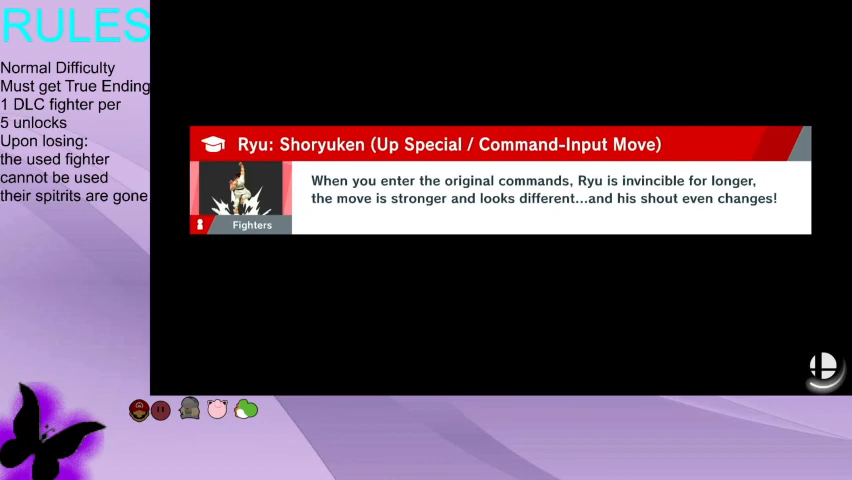 RULES
Normal Difficulty
Must get True Ending
1 DLC fighter per
5 unlocks
Upon losing:
the used fighter
cannot be used
their spitrits are gone
Ryu: Shoryuken (Up Special / Command-Input Move)
When you enter the original commands, Ryu is invincible for longer,
the move is stronger and looks different...and his shout even changes!
Fighters